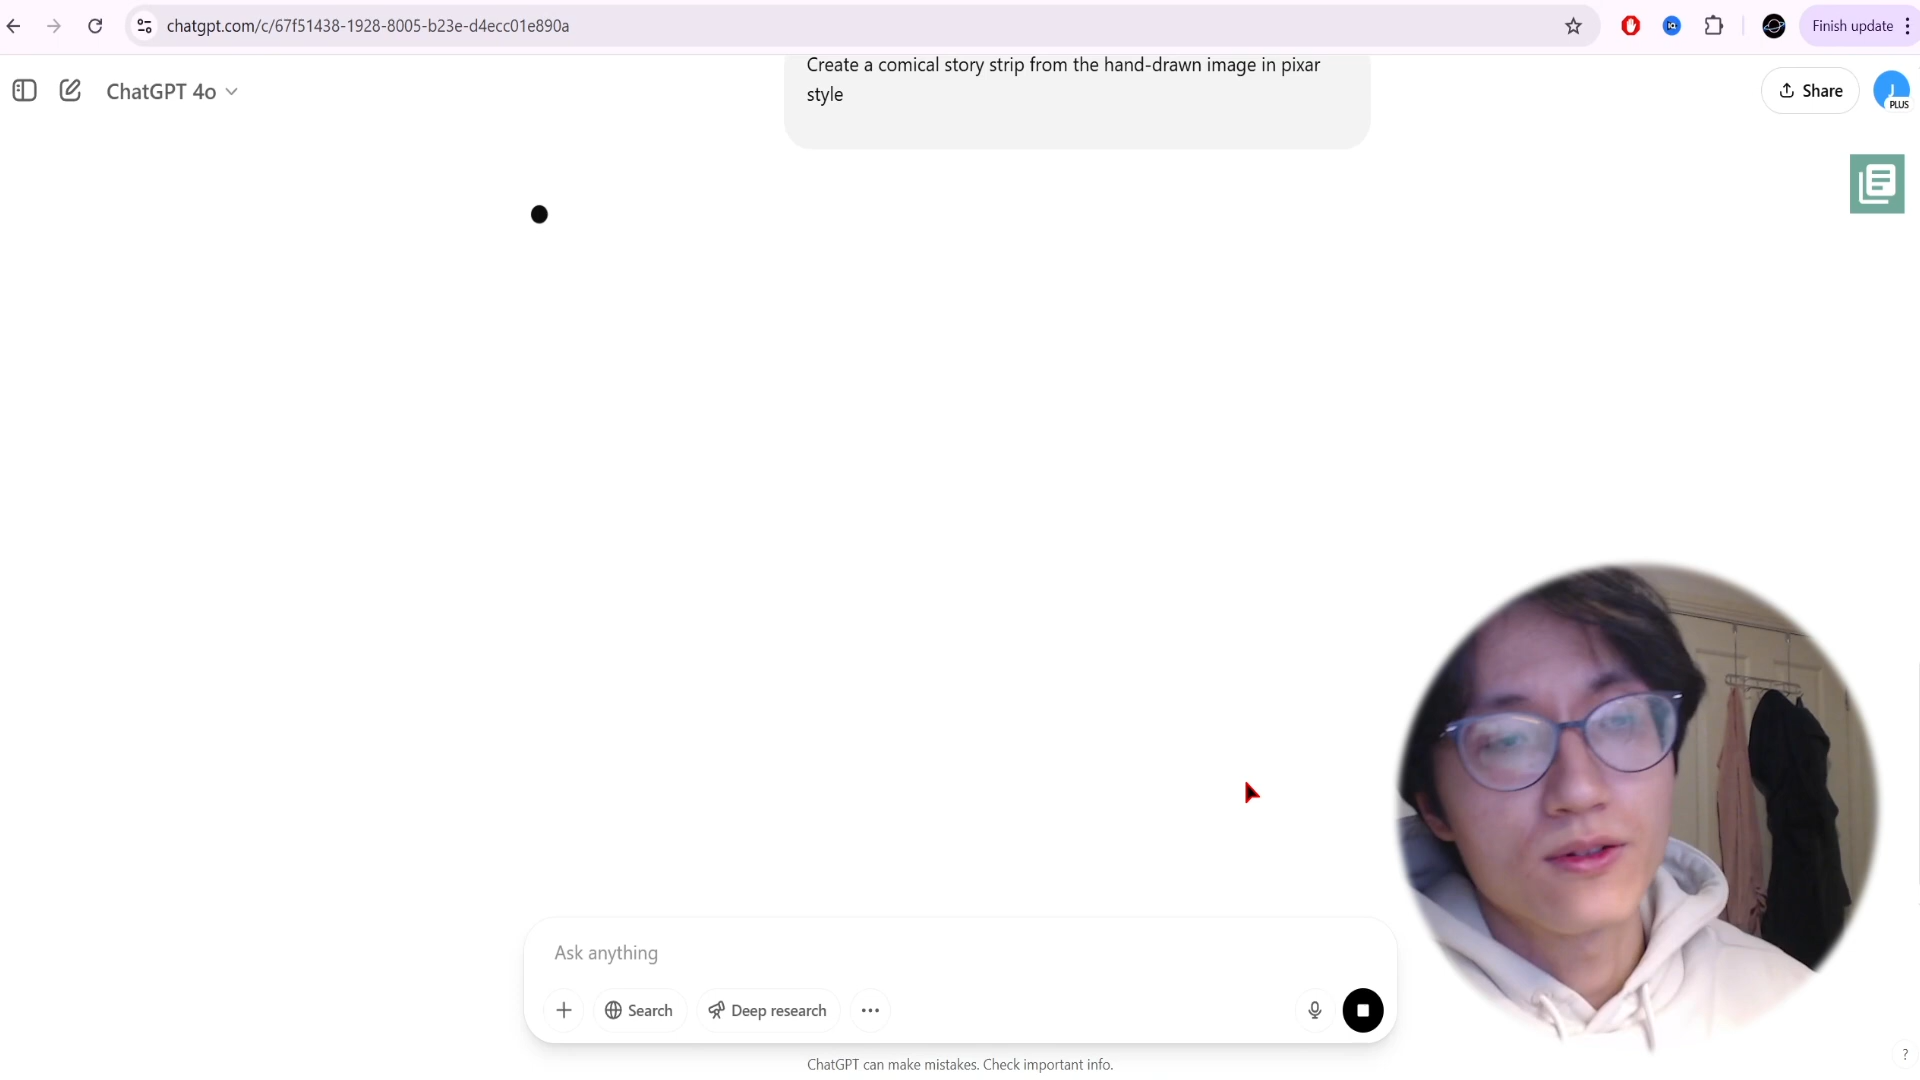 chatgpt.com/c/67f51438-1928-8005-b23e-d4ecc01e890a
Finish update
ChatGPT 4o
Create a comical story strip from the hand-drawn image in pixar
style
Share
J
PLUS
Ask anything
Search
Deep research
ChatGPT can make mistakes. Check important info.
?